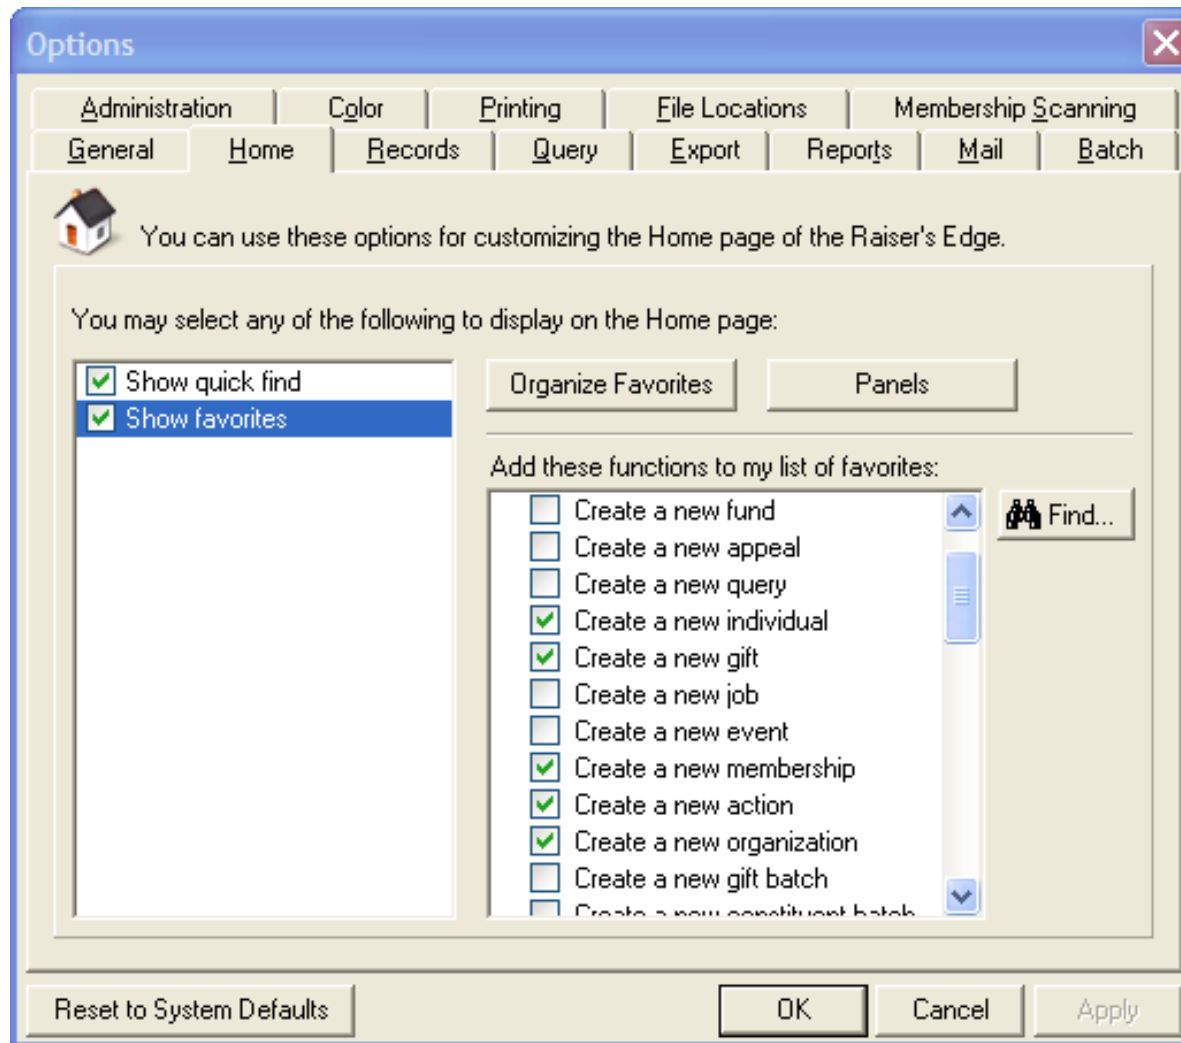 Options
Administration Color Printing File Locations Membership Scanning
General Home Records Query Export Reports Mail Batch
You can use these options for customizing the Home page of the Raiser's Edge.
You may select any of the following to display on the Home page:
Show quick find
Show favorites
Organize Favorites Panels
Add these functions to my list of favorites:
Find...
Create a new fund
Create a new appeal
Create a new query
Create a new individual
Create a new gift
Create a new job
Create a new event
Create a new membership
Create a new action
Create a new organization
Create a new gift batch
Create a new constituent batch
Reset to System Defaults OK Cancel Apply